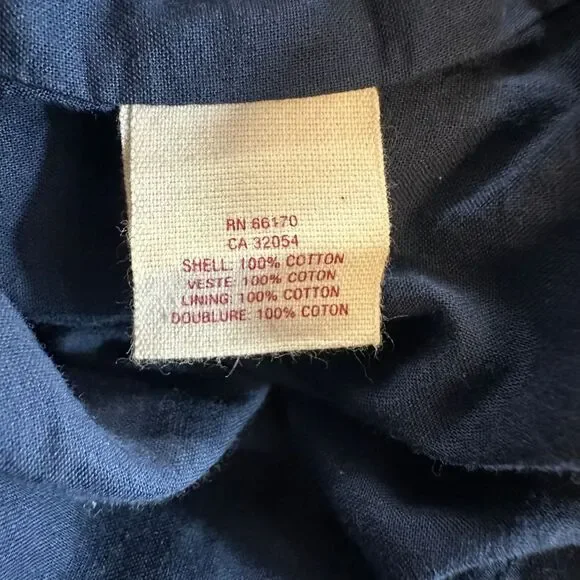 RN 66170
CA 32054
SHELL: 100% COTTON
VESTE: 100% COTON
LINING: 100% COTTON
DOUBLURE: 100% COTON